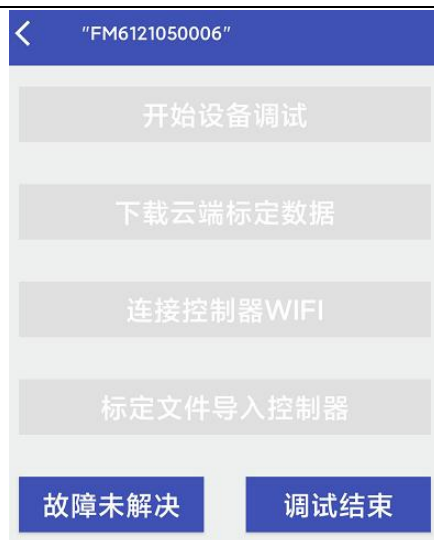 "FM6121050006"
开始设备调试
下载云端标定数据
连接控制器WIFI
标定文件导入控制器
故障未解决 调试结束